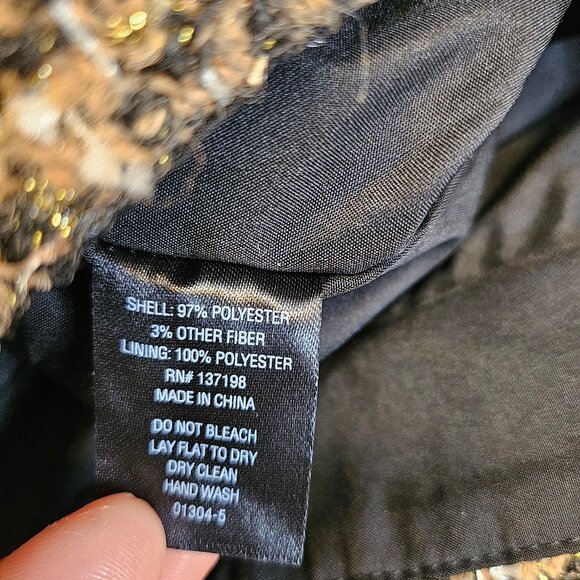 SHELL: 97% POLYESTER
3% OTHER FIBER
LINING: 100% POLYESTER
RN# 137198
MADE IN CHINA
DO NOT BLEACH
LAY FLAT TO DRY
DRY CLEAN
HAND WASH
01304-5